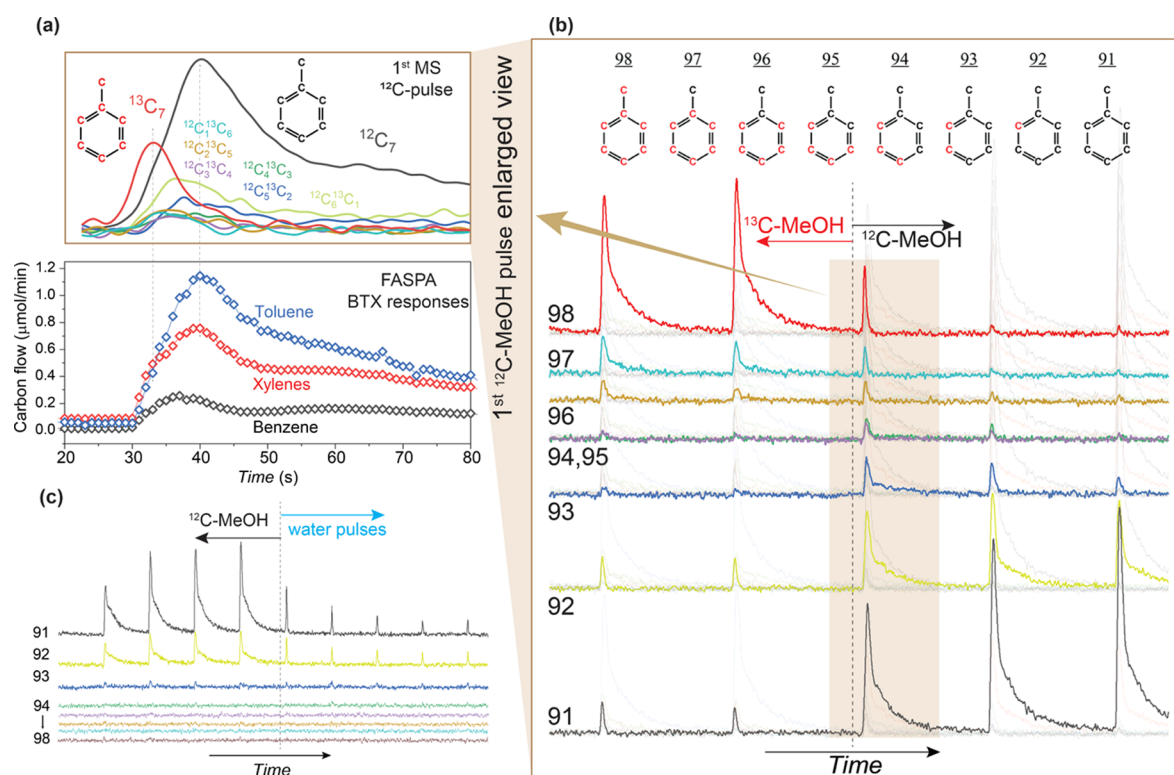 (a)
1st MS
12C-pulse
13C7
12C7
12C113C6
12C213C5
12C313C4
12C413C3
12C513C2
12C613C1
C
C C
C C
C C
C
C C
C C
C C
FASPA
BTX responses
Toluene
Xylenes
Benzene
Carbon flow (μmol/min)
1.2
1.0
0.8
0.6
0.4
0.2
0.0
20 30 40 50 60 70 80
Time (s)
1st 12C-MeOH pulse enlarged view
(b)
98 97 96 95 94 93 92 91
C C C C C C C C
C C C C C C C C C C C C C C C C
C C C C C C C C C C C C C C C C
C C C C C C C C C C C C C C C C
13C-MeOH
12C-MeOH
98
97
96
94,95
93
92
91
Time
(c)
12C-MeOH
water pulses
91
92
93
94
98
Time